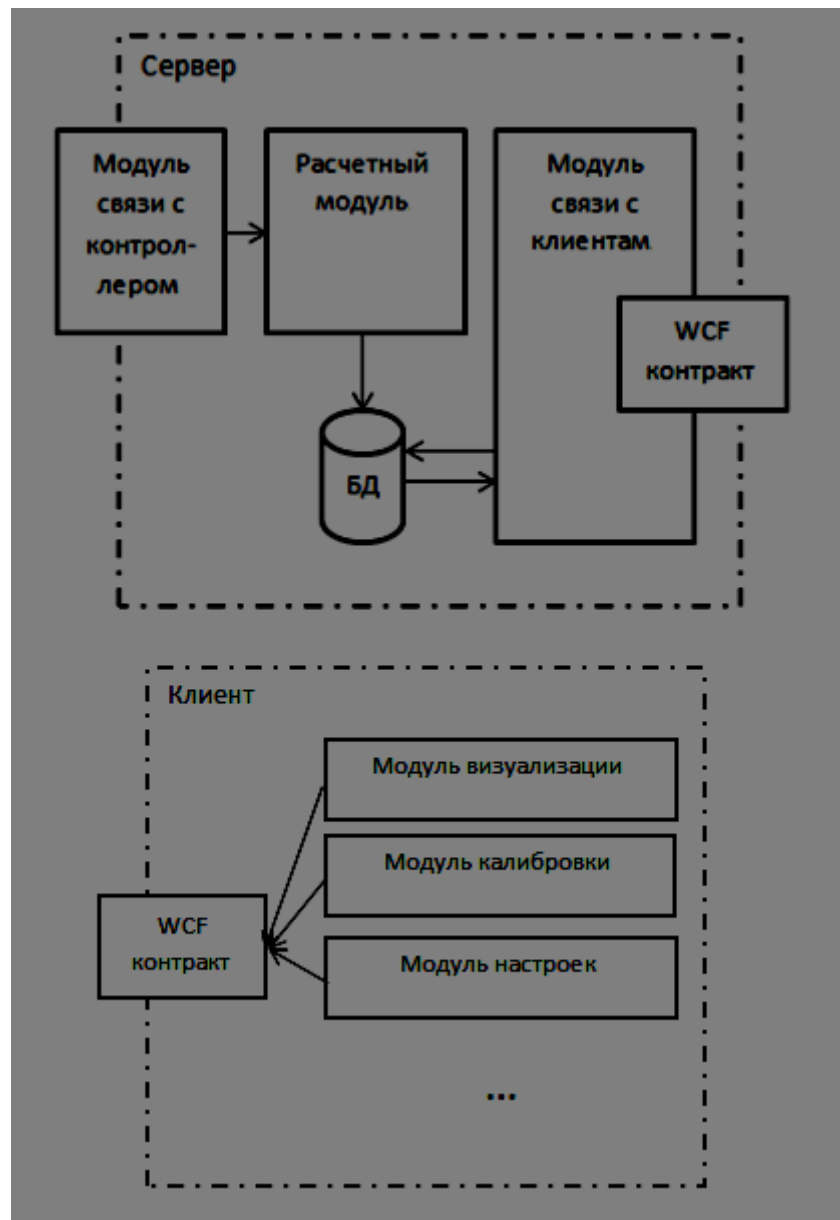 Сервер
Модуль
связи с
контрол-
лером
Расчетный
модуль
Модуль
связи с
клиентам
WCF
контракт
БД
Клиент
Модуль визуализации
Модуль калибровки
WCF
контракт
Модуль настроек
...